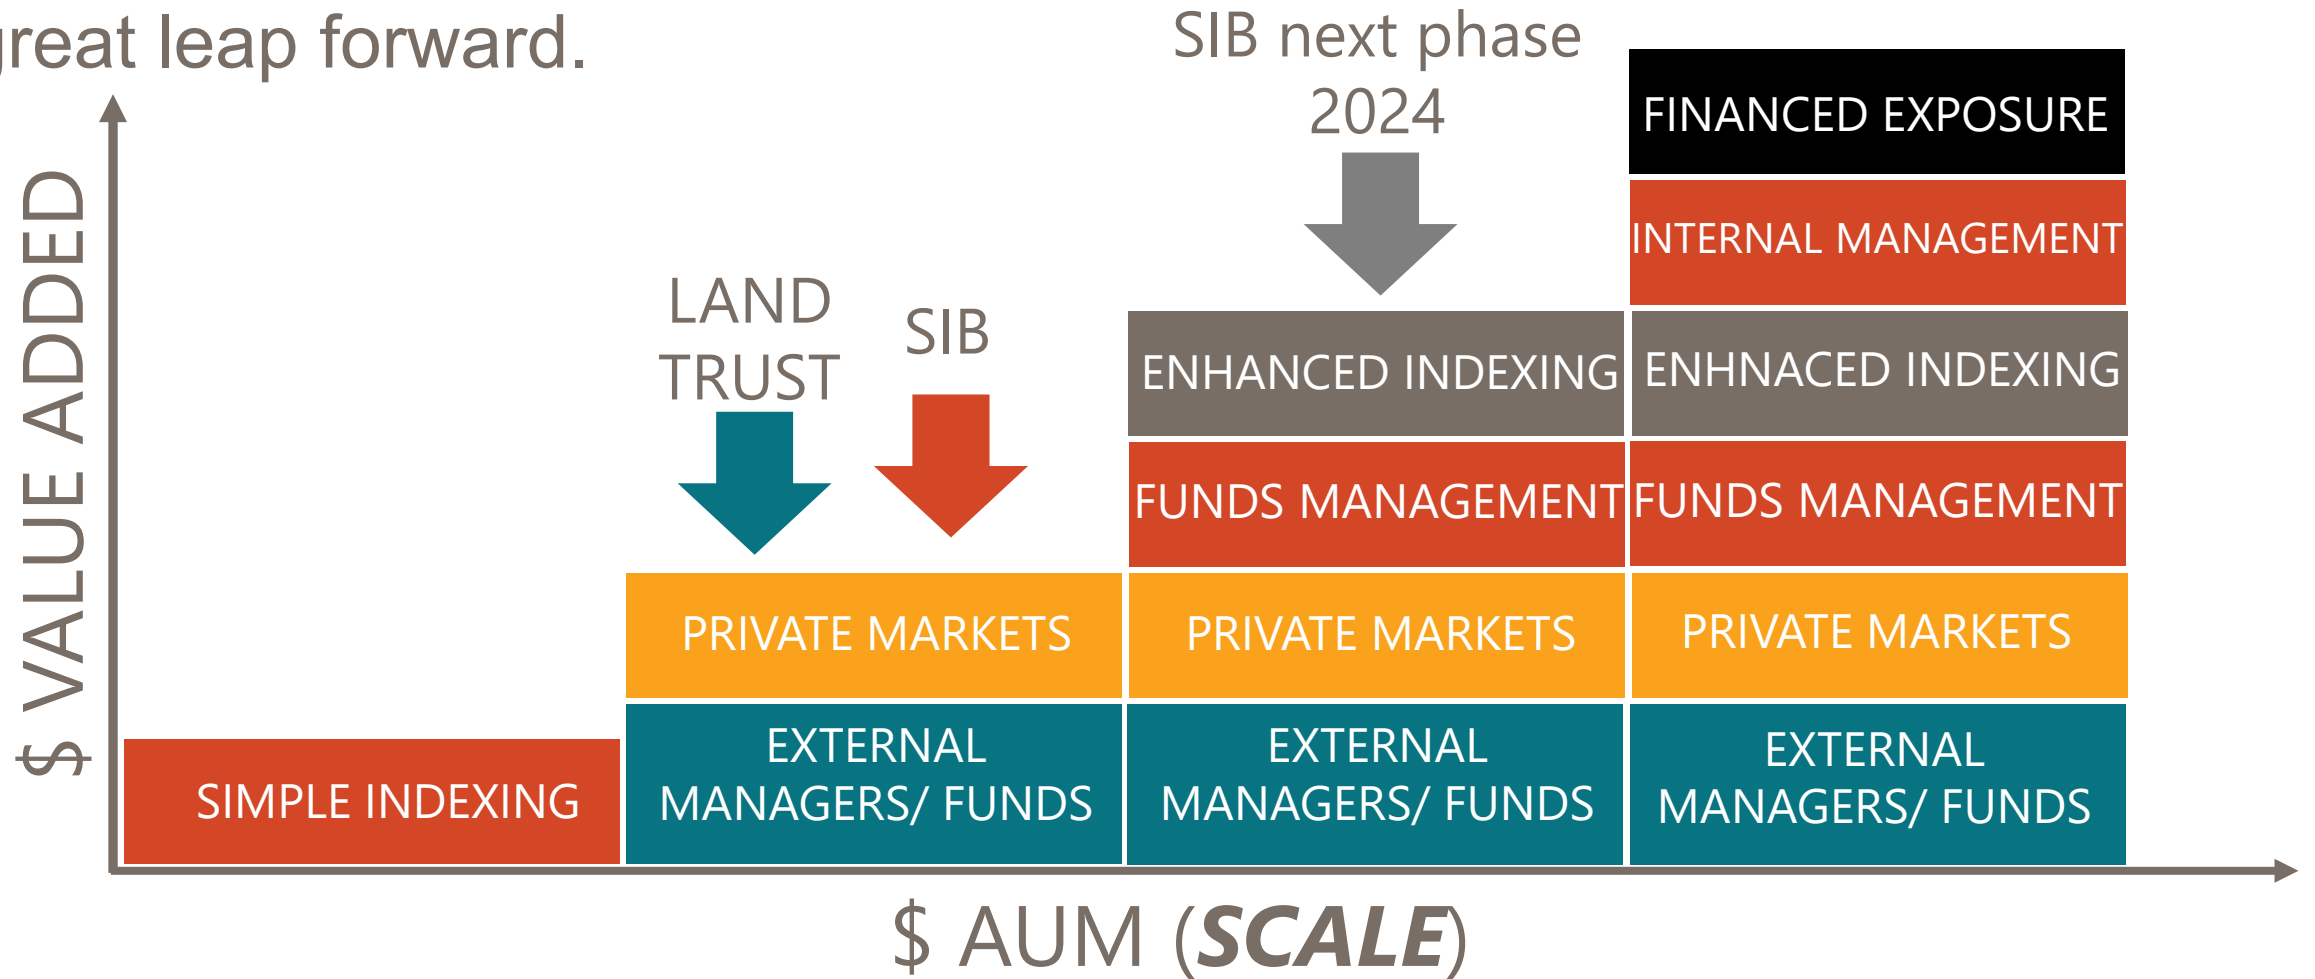 great leap forward.
SIB next phase
2024
FINANCED EXPOSURE
INTERNAL MANAGEMENT
LAND
TRUST
SIB
ENHANCED INDEXING
ENHNACED INDEXING
FUNDS MANAGEMENT
FUNDS MANAGEMENT
PRIVATE MARKETS
PRIVATE MARKETS
PRIVATE MARKETS
SIMPLE INDEXING
EXTERNAL
MANAGERS/ FUNDS
EXTERNAL
MANAGERS/ FUNDS
EXTERNAL
MANAGERS/ FUNDS
$ VALUE ADDED
$ AUM (SCALE)